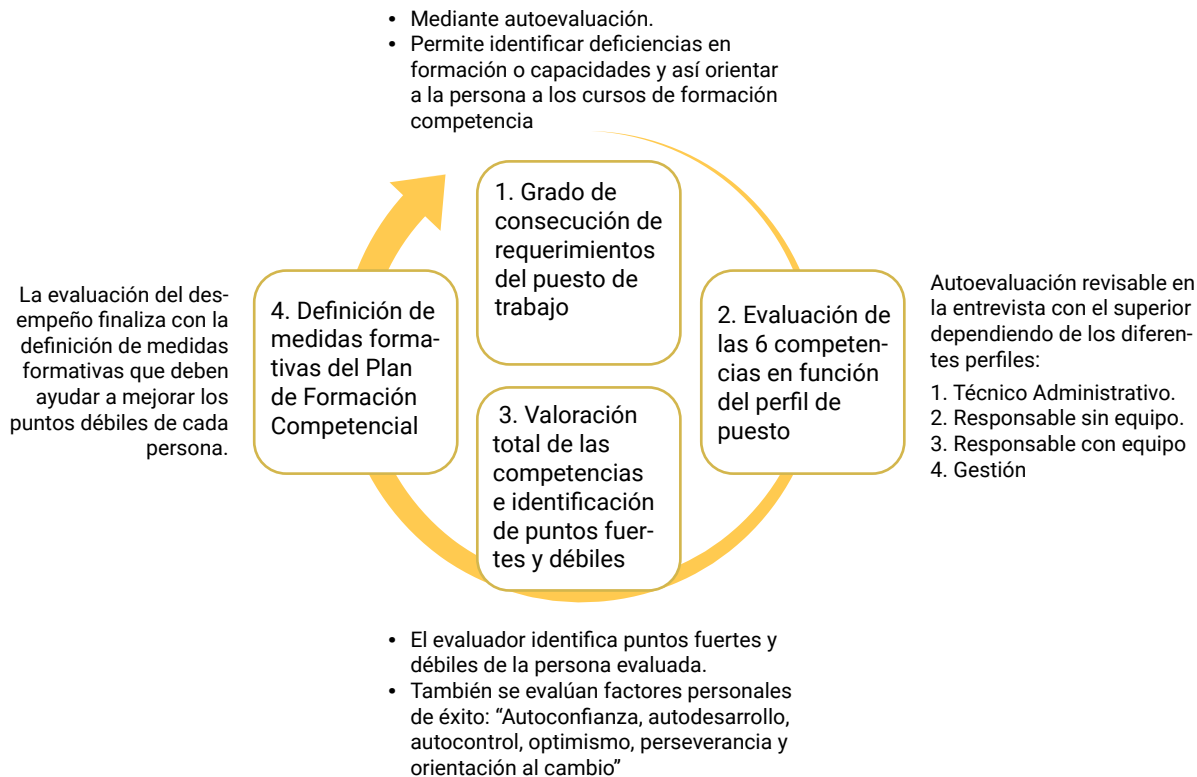 • Mediante autoevaluación.
• Permite identificar deficiencias en
formación o capacidades y así orientar
a la persona a los cursos de formación
competencia
1. Grado de
consecución de
requerimientos
del puesto de
trabajo
2. Evaluación de
las 6 competen-
cias en función
del perfil de
puesto
Autoevaluación revisable en
la entrevista con el superior
dependiendo de los diferen-
tes perfiles:
1. Técnico Administrativo.
2. Responsable sin equipo.
3. Responsable con equipo
4. Gestión
3. Valoración
total de las
competencias
e identificación
de puntos fuer-
tes y débiles
• El evaluador identifica puntos fuertes y
débiles de la persona evaluada.
• También se evalúan factores personales
de éxito: “Autoconfianza, autodesarrollo,
autocontrol, optimismo, perseverancia y
orientación al cambio”
4. Definición de
medidas forma-
tivas del Plan
de Formación
Competencial
La evaluación del des-
empeño finaliza con la
definición de medidas
formativas que deben
ayudar a mejorar los
puntos débiles de cada
persona.